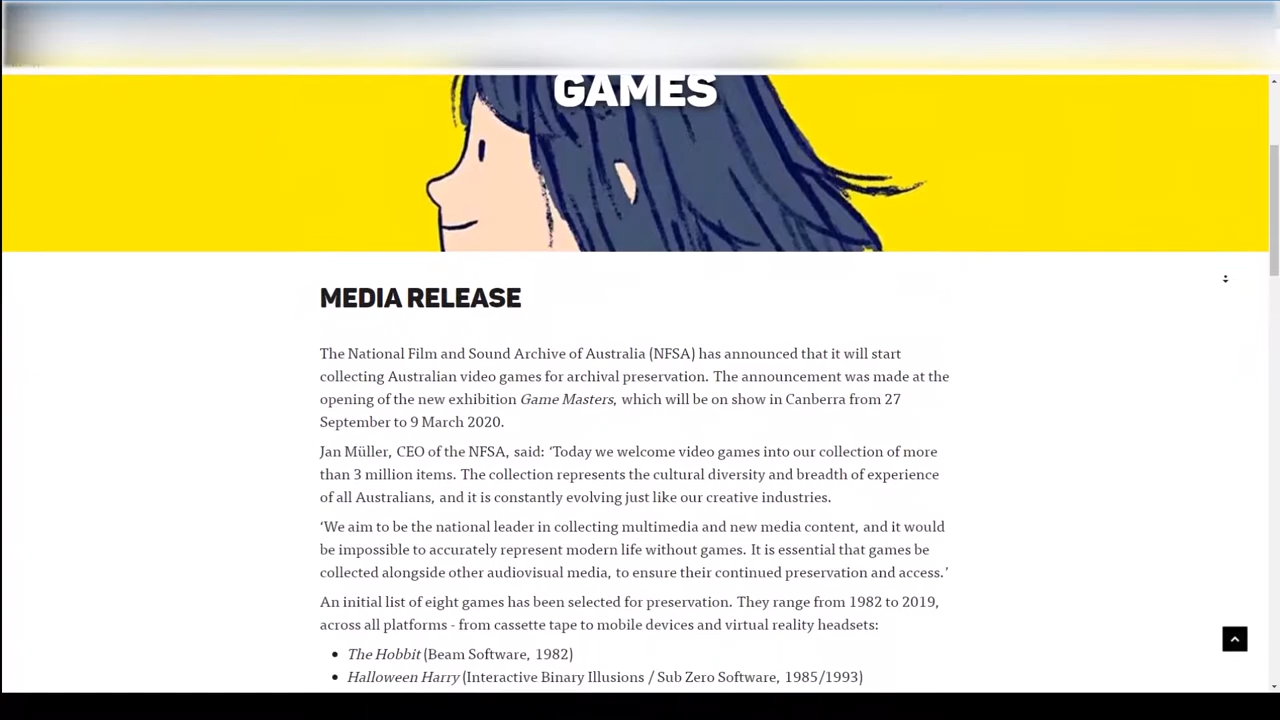 GAMES
MEDIA RELEASE
The National Film and Sound Archive of Australia (NFSA) has announced that it will start
collecting Australian video games for archival preservation. The announcement was made at the
opening of the new exhibition Game Masters, which will be on show in Canberra from 27
September to 9 March 2020.
Jan Müller, CEO of the NFSA, said: ‘Today we welcome video games into our collection of more
than 3 million items. The collection represents the cultural diversity and breadth of experience
of all Australians, and it is constantly evolving just like our creative industries.
‘We aim to be the national leader in collecting multimedia and new media content, and it would
be impossible to accurately represent modern life without games. It is essential that games be
collected alongside other audiovisual media, to ensure their continued preservation and access.’
An initial list of eight games has been selected for preservation. They range from 1982 to 2019,
across all platforms - from cassette tape to mobile devices and virtual reality headsets:
• The Hobbit (Beam Software, 1982)
• Halloween Harry (Interactive Binary Illusions / Sub Zero Software, 1985/1993)